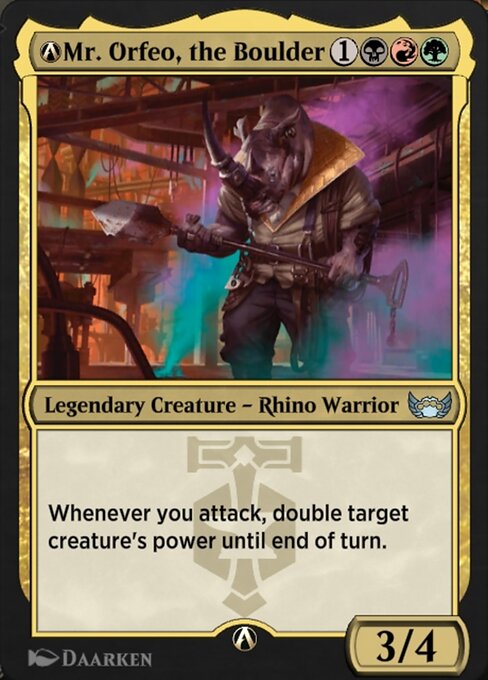 Mr. Orfeo, the Boulder 1
Legendary Creature – Rhino Warrior
Whenever you attack, double target
creature's power until end of turn.
3/4
DAARKEN